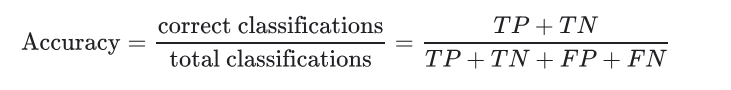 Accuracy = correct classifications / total classifications = TP + TN / TP + TN + FP + FN